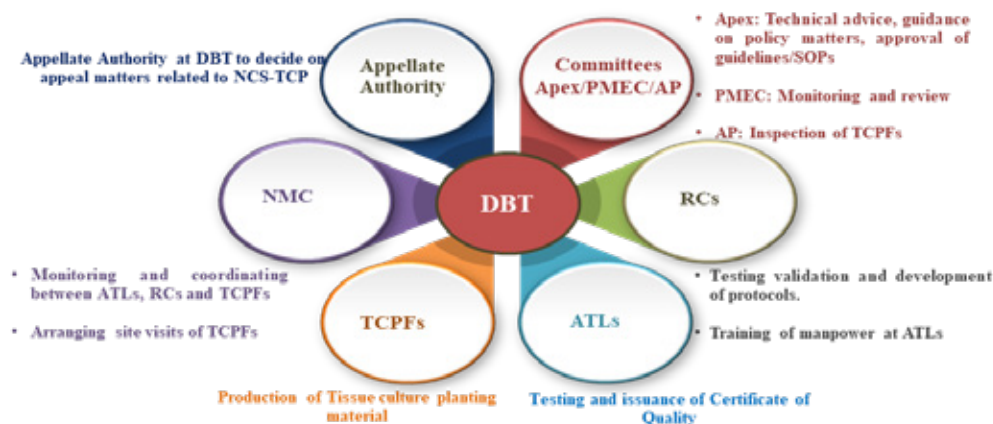 Appellate Authority at DBT to decide on
appeal matters related to NCS-TCP
Appellate
Authority
Committees
Apex/PMEC/AP
• Apex: Technical advice, guidance
on policy matters, approval of
guidelines/SOPs
• PMEC: Monitoring and review
• AP: Inspection of TCPFs
NMC
DBT
RCs
• Monitoring and coordinating
between ATLs, RCs and TCPFs
• Arranging site visits of TCPFs
TCPFs
ATLs
• Testing validation and development
of protocols.
• Training of manpower at ATLs
Production of Tissue culture planting
material
Testing and issuance of Certificate of
Quality